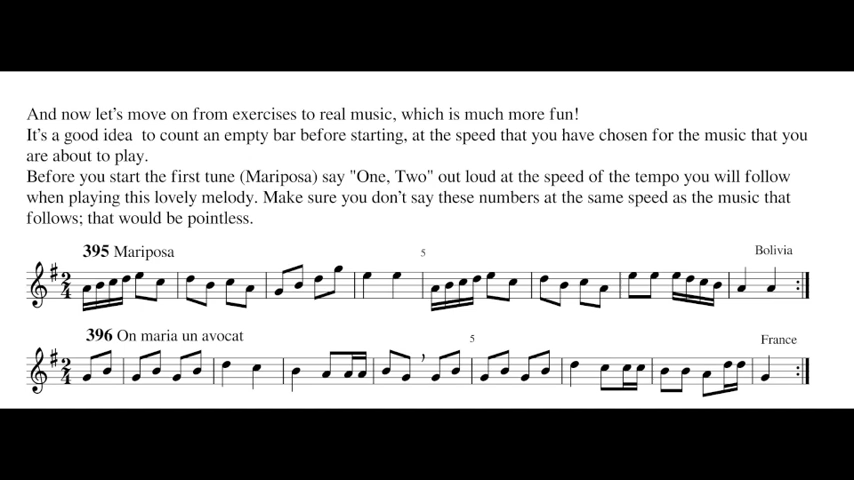 And now let's move on from exercises to real music, which is much more fun!
It's a good idea to count an empty bar before starting, at the speed that you have chosen for the music that you
are about to play.
Before you start the first tune (Mariposa) say "One, Two" out loud at the speed of the tempo you will follow
when playing this lovely melody. Make sure you don't say these numbers at the same speed as the music that
follows; that would be pointless.
395 Mariposa
5
Bolivia
2
4
396 On maria un avocat
5
France
2
4